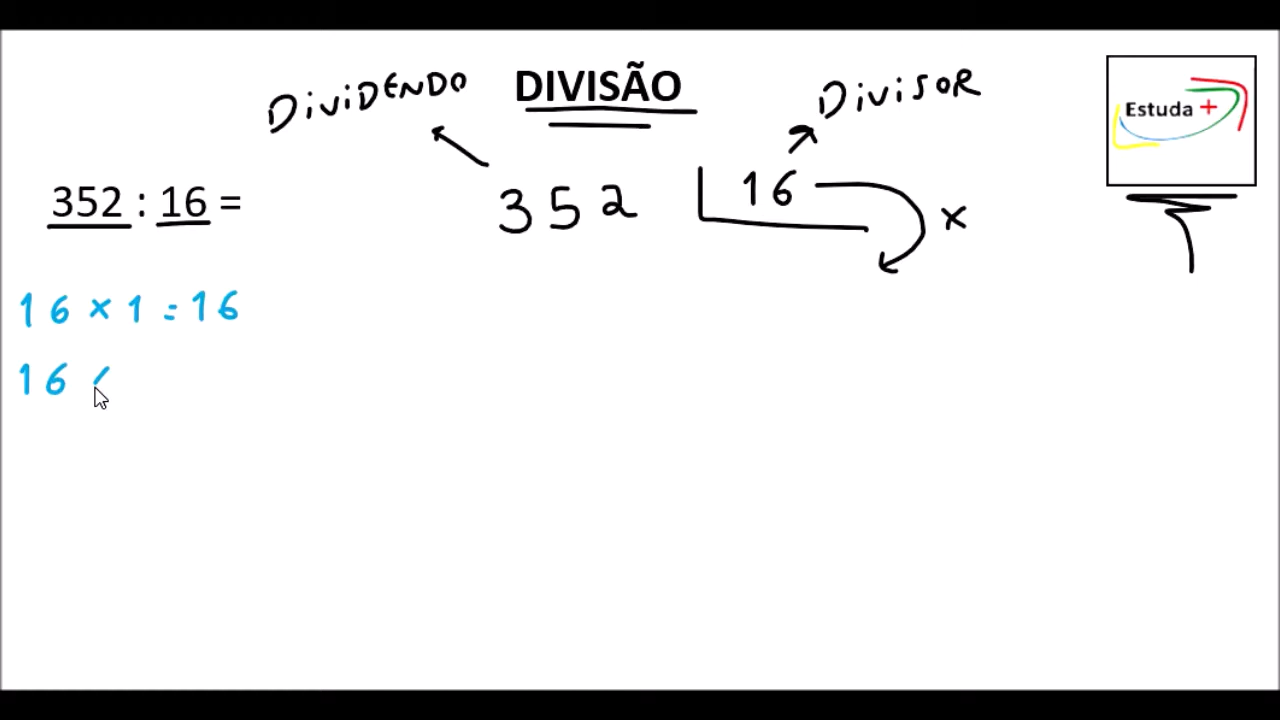 DiviDENDO DIVISÃO DivisOR
Estuda +
352 : 16 =
352 16
x
16 × 1 = 16
16